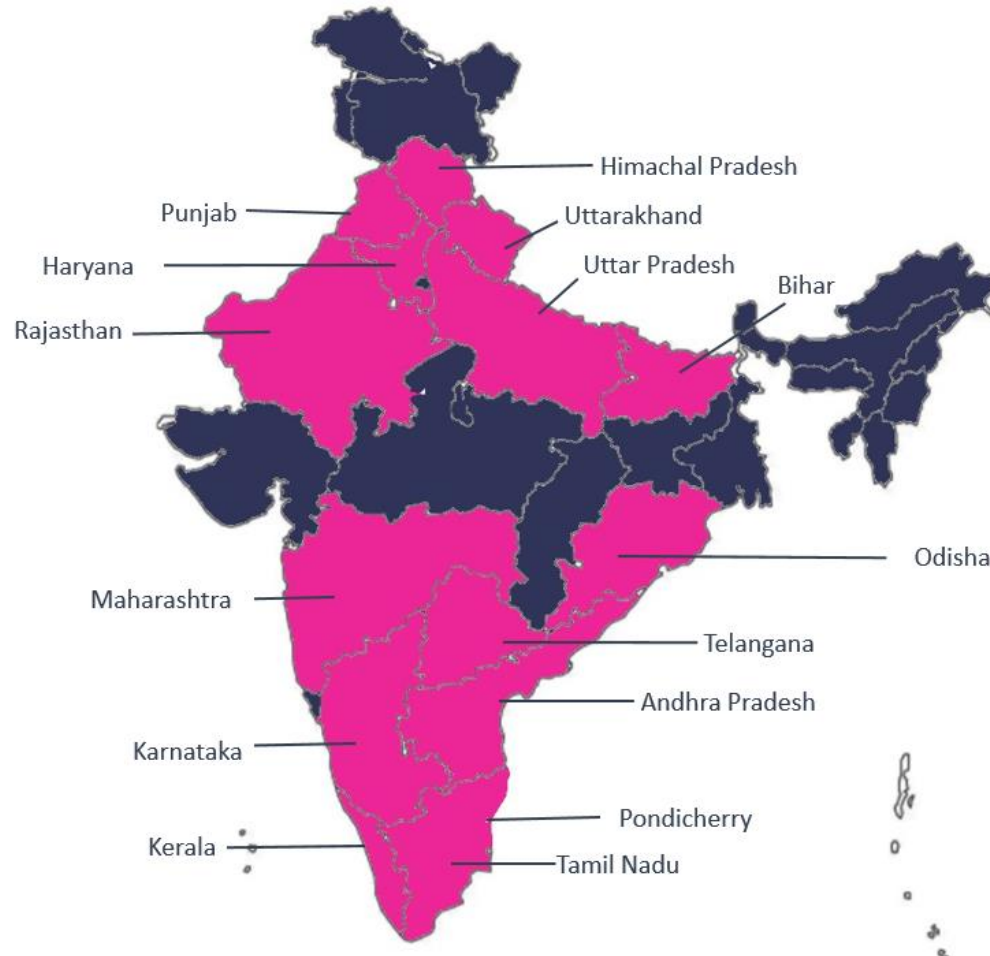 Himachal Pradesh
Punjab
Uttarakhand
Haryana
Uttar Pradesh
Bihar
Rajasthan
Odisha
Maharashtra
Telangana
Andhra Pradesh
Karnataka
Pondicherry
Kerala
Tamil Nadu